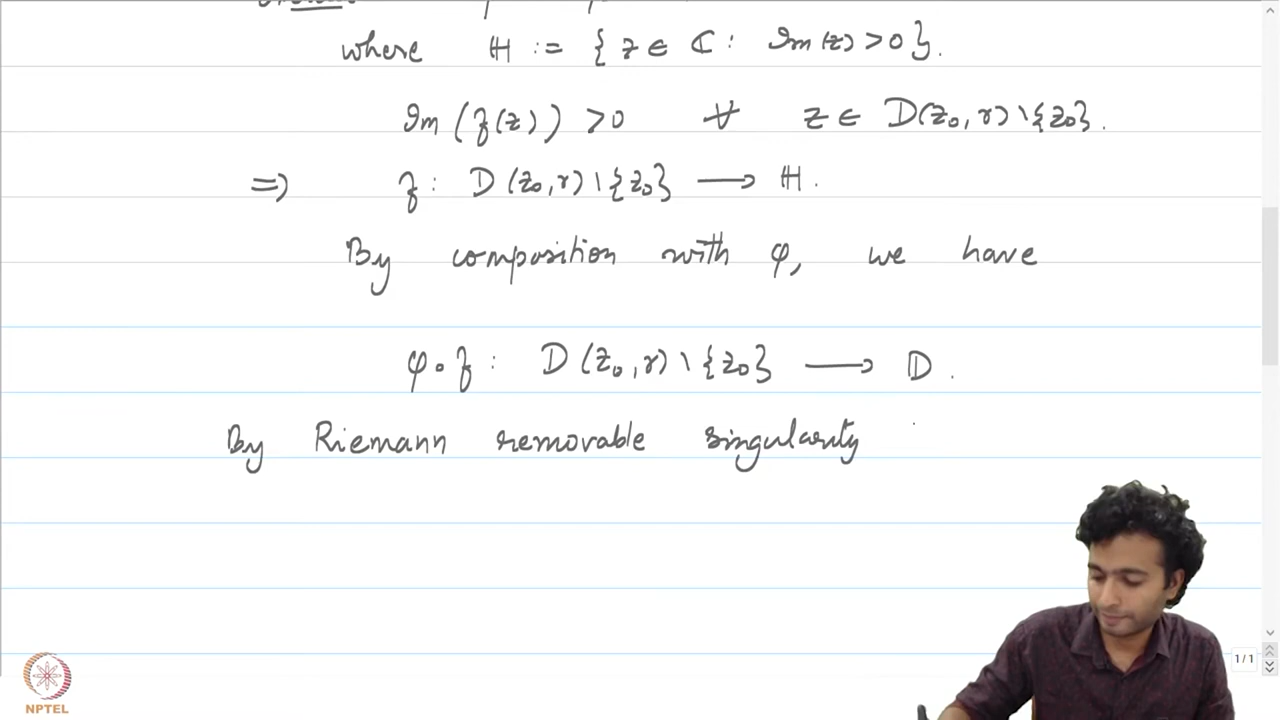 where ℍ := { z ∈ ℂ : Im(z) > 0 }.
Im (f(z)) > 0 ∀ z ∈ D(z₀, r) \ {z₀}.
⇒ f : D(z₀, r) \ {z₀} ⟶ ℍ.
By composition with φ, we have
φ∘f : D(z₀, r) \ {z₀} ⟶ 𝔻.
By Riemann removable singularity
1/1
NPTEL